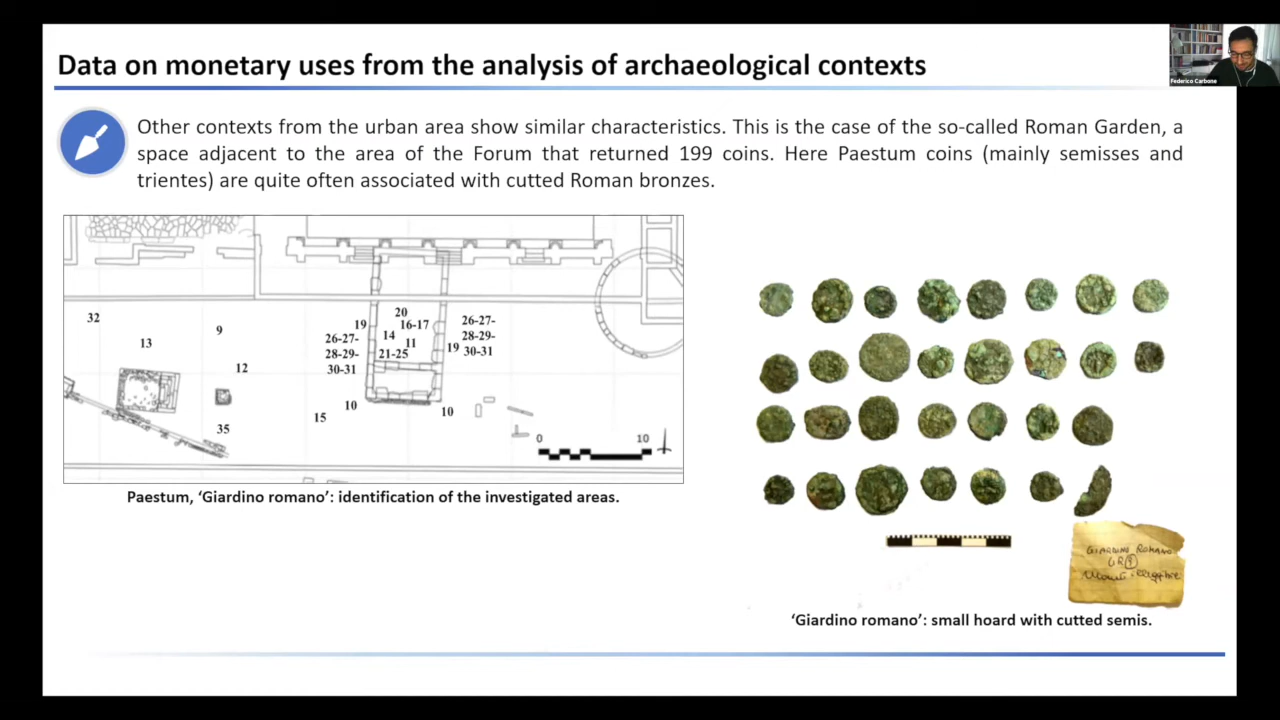 Data on monetary uses from the analysis of archaeological contexts
Federico Carbone
Other contexts from the urban area show similar characteristics. This is the case of the so-called Roman Garden, a
space adjacent to the area of the Forum that returned 199 coins. Here Paestum coins (mainly semisses and
trientes) are quite often associated with cutted Roman bronzes.
32
13
9
12
35
15
19
26-27-
28-29-
30-31
10
20
16-17
14
11
21-25
19
26-27-
28-29-
30-31
10
0 10
Paestum, ‘Giardino romano’: identification of the investigated areas.
GIARDINO ROMANO
‘Giardino romano’: small hoard with cutted semis.